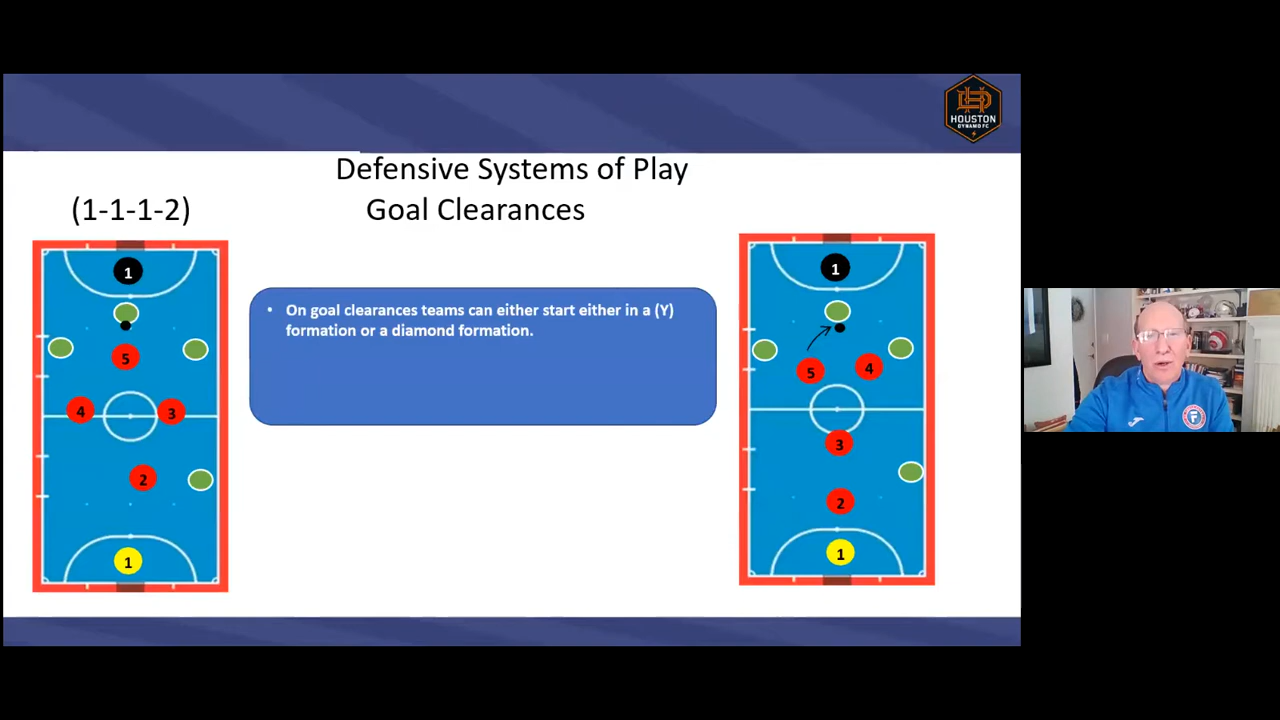 HOUSTON
DYNAMO FC
Defensive Systems of Play
(1-1-1-2)
Goal Clearances
• On goal clearances teams can either start either in a (Y)
formation or a diamond formation.
1
5
4
3
2
1
1
5
4
3
2
1